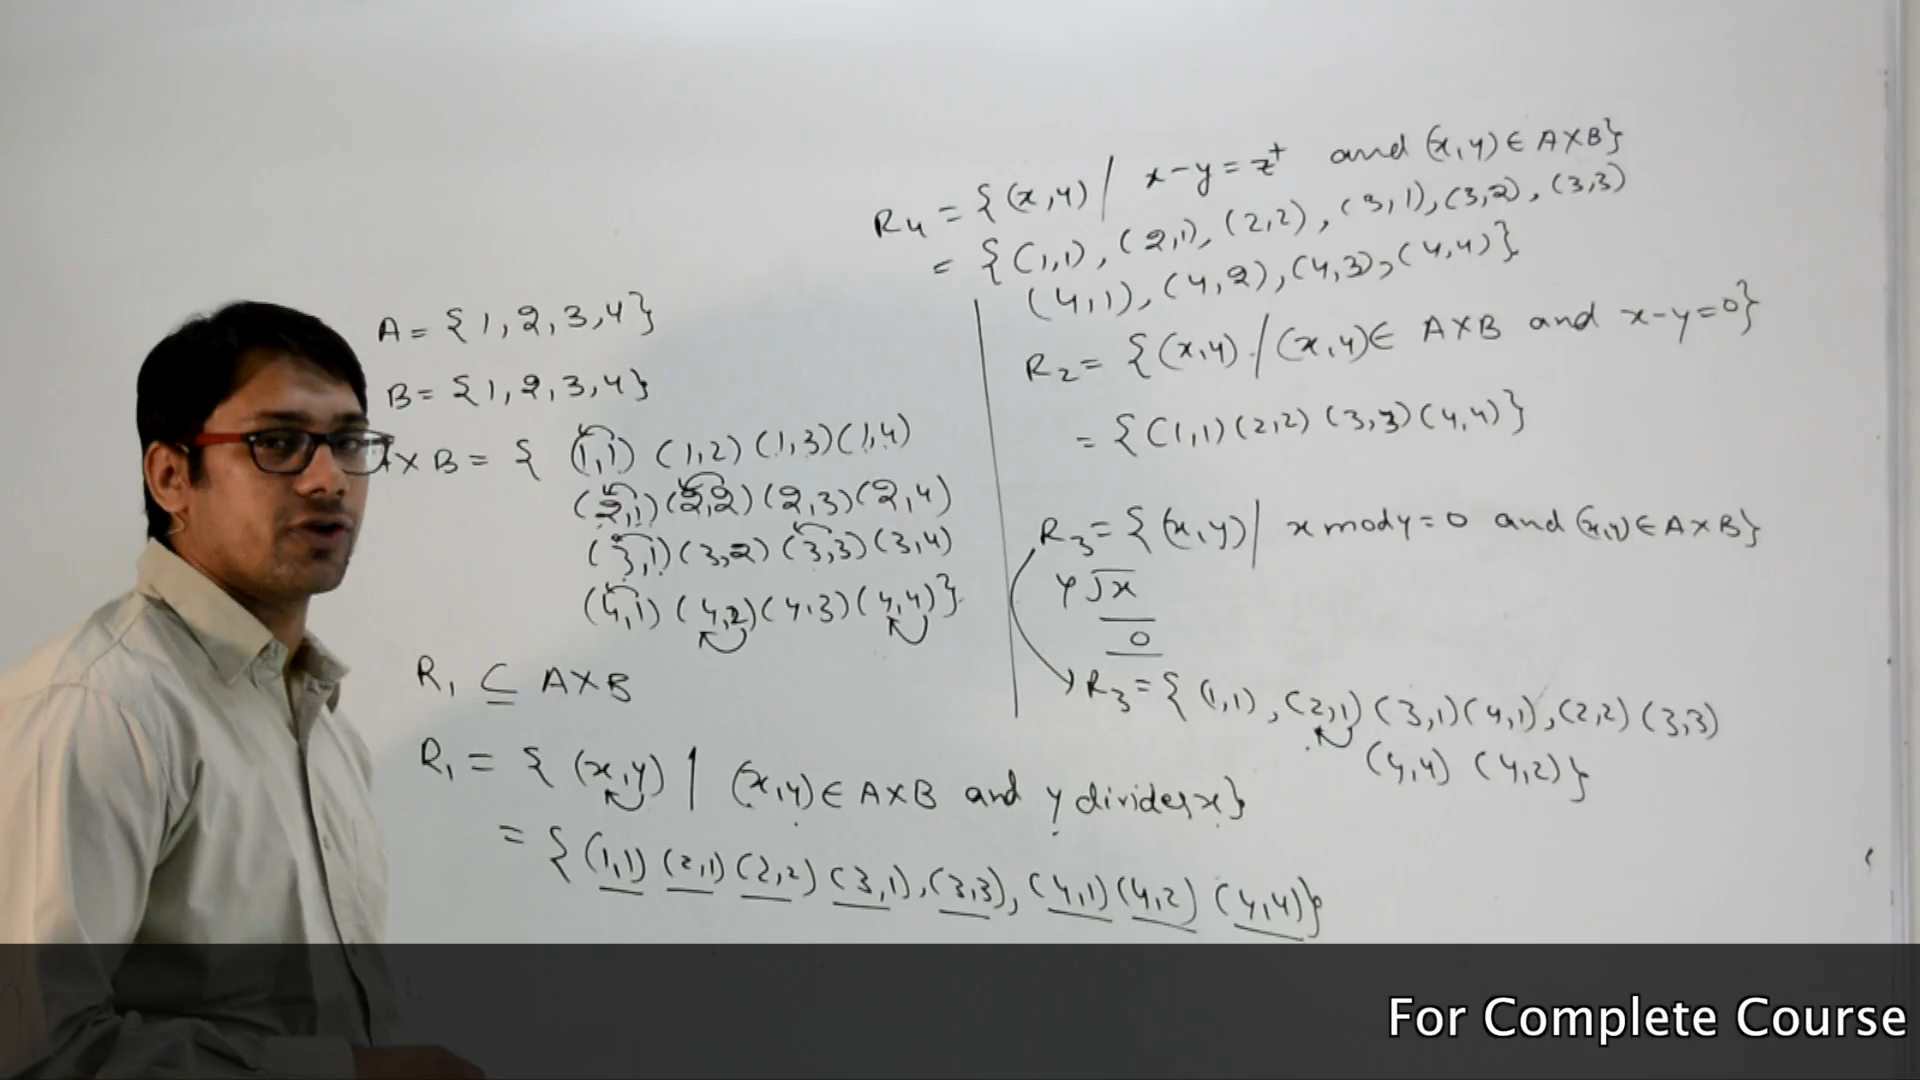 A = {1, 2, 3, 4}
B = {1, 2, 3, 4}
A X B = { (1,1) (1,2) (1,3) (1,4)
(2,1) (2,2) (2,3) (2,4)
(3,1) (3,2) (3,3) (3,4)
(4,1) (4,2) (4,3) (4,4)}
R1 ⊆ A X B
R1 = { (x,y) | (x,y) ∈ A X B and y divides x}
= {(1,1) (2,1) (2,2) (3,1), (3,3), (4,1) (4,2) (4,4)}
R4 = {(x,y) / x-y = z+ and (x,y) ∈ A X B}
= {(1,1), (2,1), (2,2), (3,1), (3,2), (3,3)
(4,1), (4,2), (4,3), (4,4)}
R2 = {(x,y) / (x,y) ∈ A X B and x-y=0}
= {(1,1) (2,2) (3,3) (4,4)}
R3 = {(x,y) | x mod y = 0 and (x,y) ∈ A X B}
y √x
0
R3 = { (1,1), (2,1) (3,1) (4,1), (2,2) (3,3)
(4,4) (4,2)}
For Complete Course